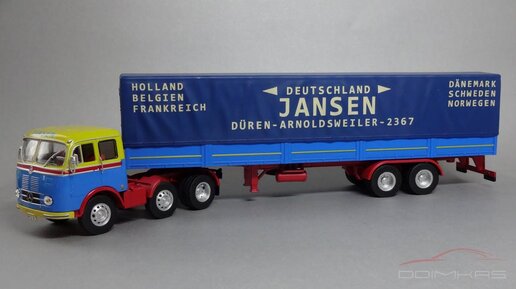 HOLLAND
BELGIEN
FRANKREICH
DEUTSCHLAND
JANSEN
DÜREN-ARNOLDSWEILER-2367
DÄNEMARK
SCHWEDEN
NORWEGEN
DOIMKAS